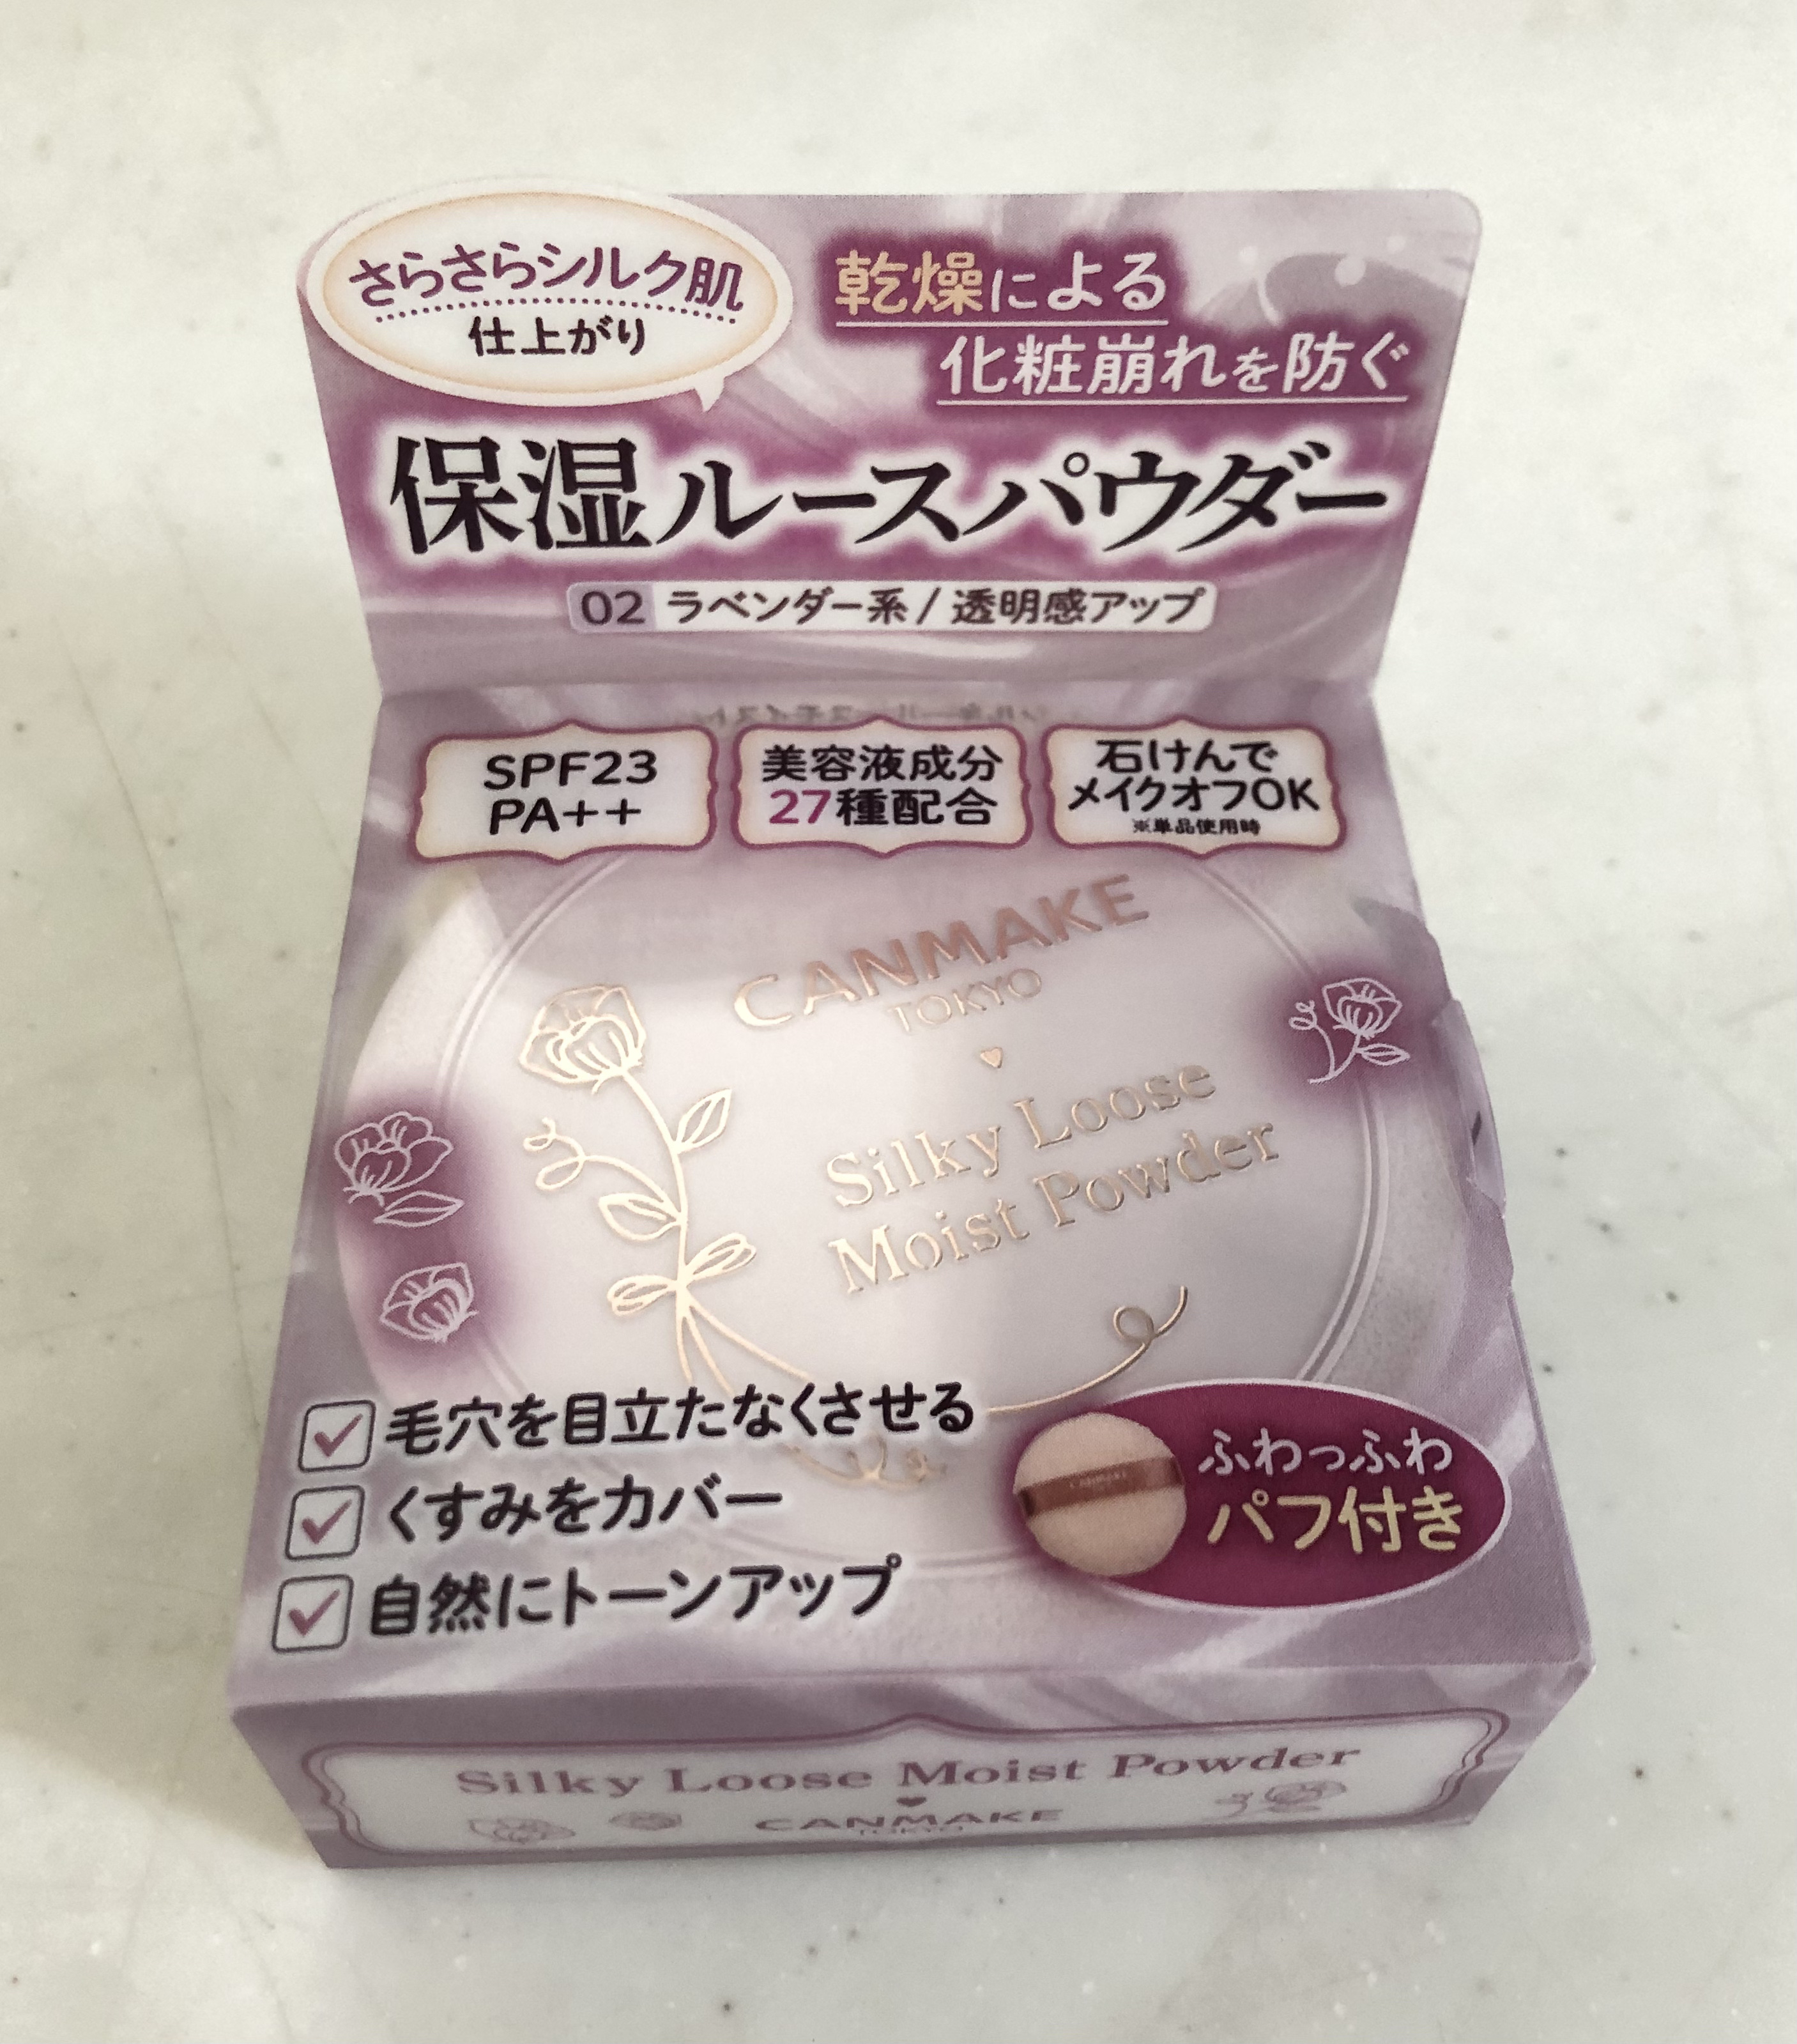 さらさらシルク肌
仕上がり
乾燥による
化粧崩れを防ぐ
保湿ルースパウダー
02 ラベンダー系 / 透明感アップ
SPF23
PA++
美容液成分
27種配合
石けんで
メイクオフOK
※単品使用時
CANMAKE
TOKYO
Silky Loose
Moist Powder
毛穴を目立たなくさせる
くすみをカバー
自然にトーンアップ
CANMAKE
ふわっふわ
パフ付き
Silky Loose Moist Powder
CANMAKE
TOKYO